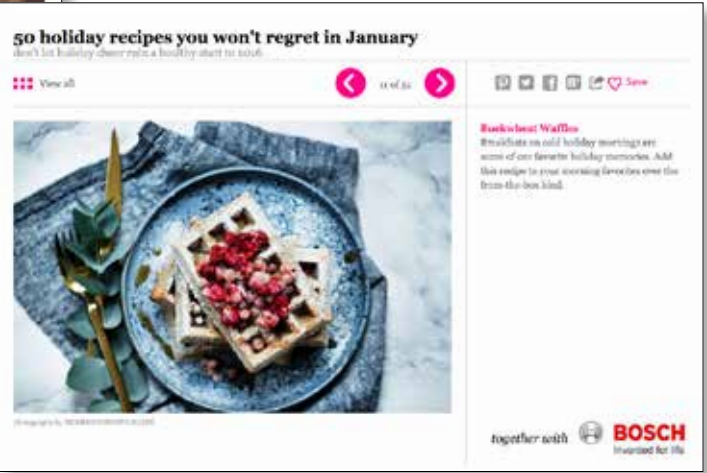 50 holiday recipes you won't regret in January
don't let holiday cheer ruin a healthy start to 2016
View all
11 of 51
Save
Buckwheat Waffles
Breakfasts on cold holiday mornings are
some of our favorite holiday memories. Add
this recipe to your morning favorites over the
from-the-box kind.
photography by
together with
BOSCH
Invented for life